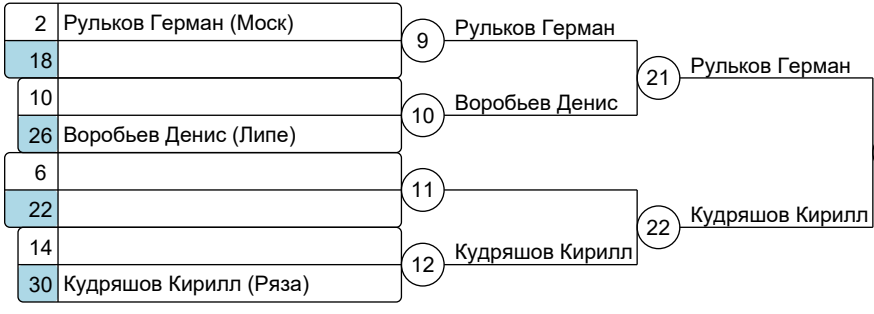 2 Рульков Герман (Моск)
18
9 Рульков Герман
10
26 Воробьев Денис (Липе)
10 Воробьев Денис
21 Рульков Герман
6
22
11
14
30 Кудряшов Кирилл (Ряза)
12 Кудряшов Кирилл
22 Кудряшов Кирилл